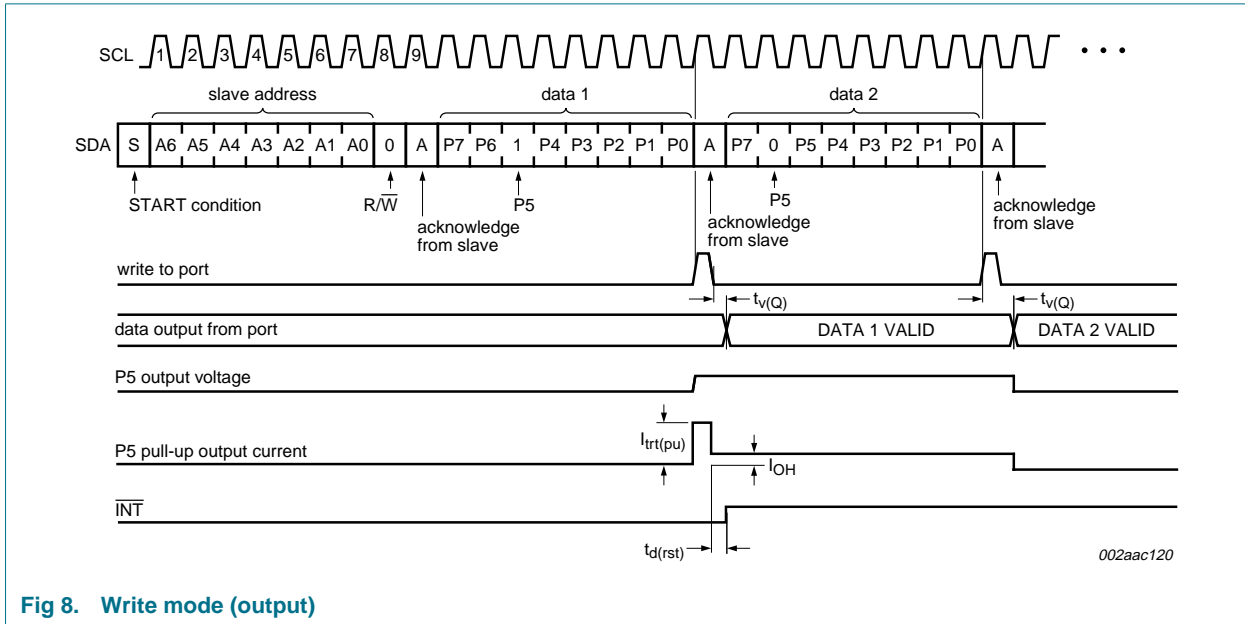 SCL 1 2 3 4 5 6 7 8 9
slave address data 1 data 2
SDA S A6 A5 A4 A3 A2 A1 A0 0 A P7 P6 1 P4 P3 P2 P1 P0 A P7 0 P5 P4 P3 P2 P1 P0 A
START condition R/W P5 P5
acknowledge from slave
acknowledge from slave
acknowledge from slave
write to port
tv(Q) tv(Q)
data output from port DATA 1 VALID DATA 2 VALID
P5 output voltage
Itrt(pu)
P5 pull-up output current
IOH
INT
td(rst)
002aac120
Fig 8. Write mode (output)